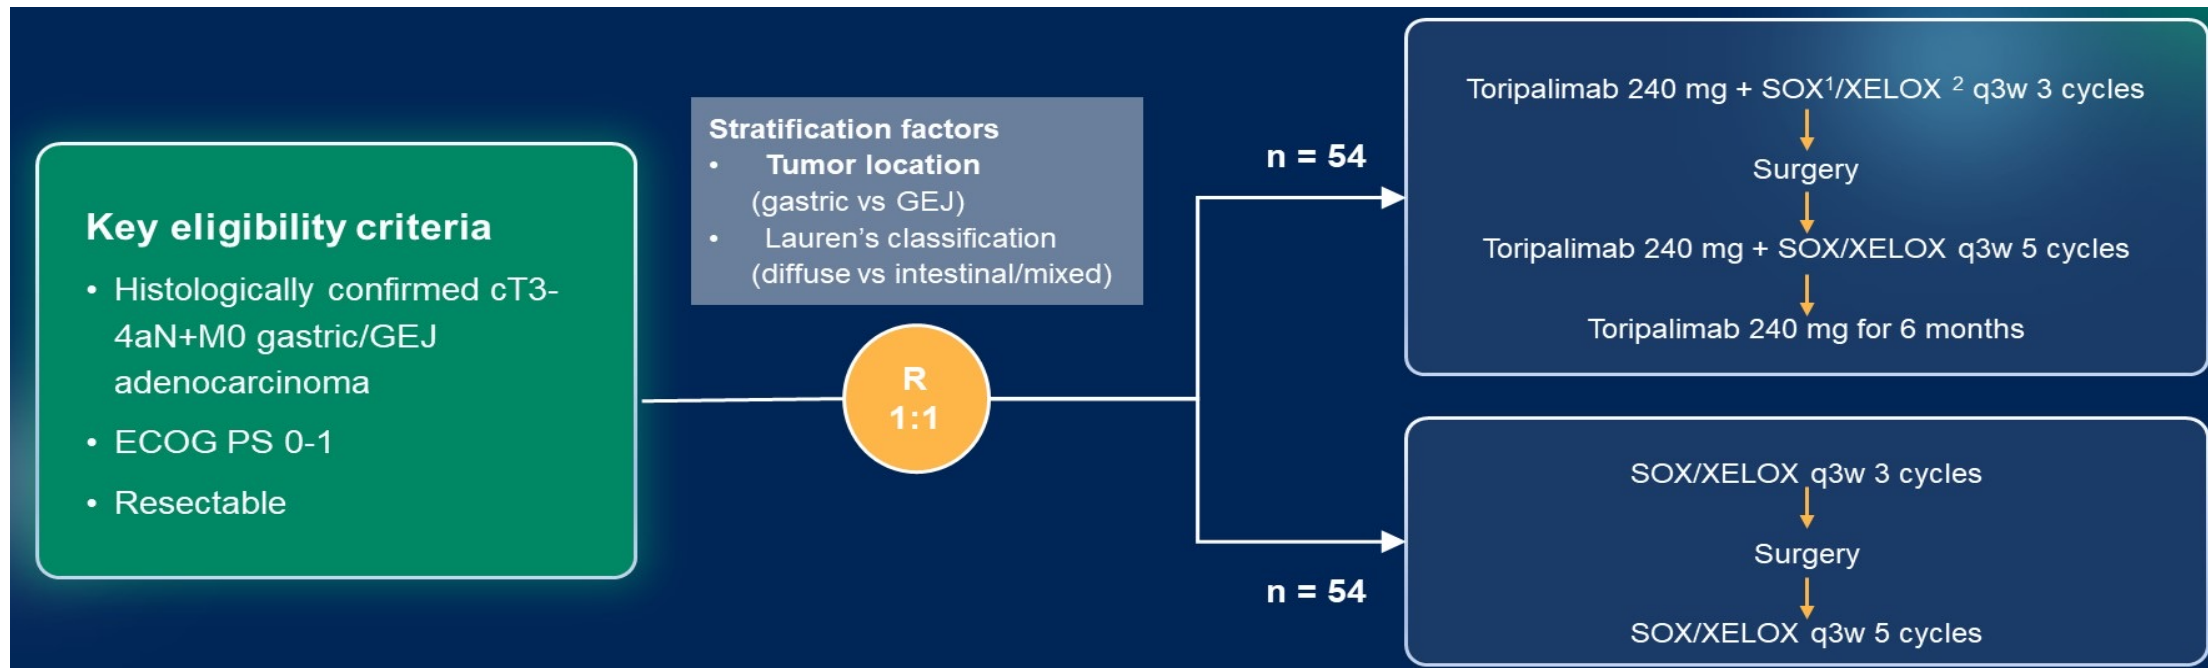 Key eligibility criteria
• Histologically confirmed cT3-
4aN+M0 gastric/GEJ
adenocarcinoma
• ECOG PS 0-1
• Resectable
Stratification factors
• Tumor location
(gastric vs GEJ)
• Lauren’s classification
(diffuse vs intestinal/mixed)
R
1:1
n = 54
Toripalimab 240 mg + SOX¹/XELOX ² q3w 3 cycles
Surgery
Toripalimab 240 mg + SOX/XELOX q3w 5 cycles
Toripalimab 240 mg for 6 months
n = 54
SOX/XELOX q3w 3 cycles
Surgery
SOX/XELOX q3w 5 cycles